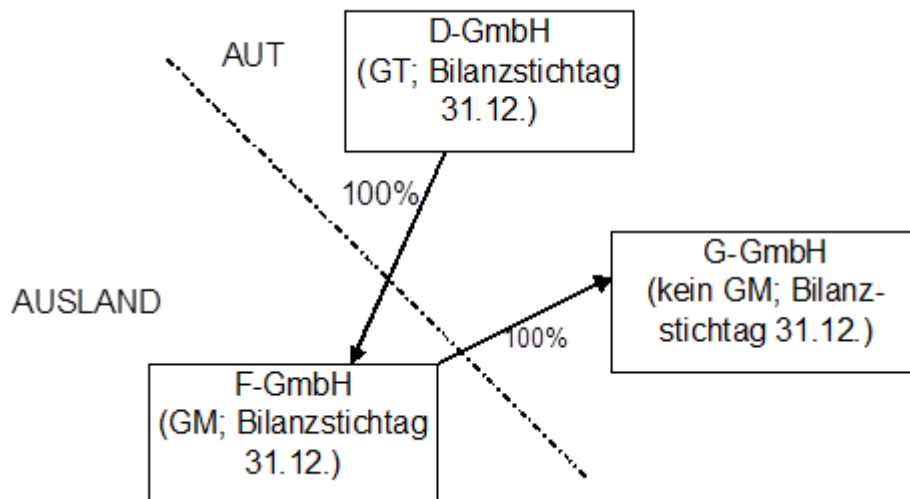 AUT
D-GmbH
(GT; Bilanzstichtag
31.12.)
100%
G-GmbH
(kein GM; Bilanz-
stichtag 31.12.)
AUSLAND
100%
F-GmbH
(GM; Bilanzstichtag
31.12.)